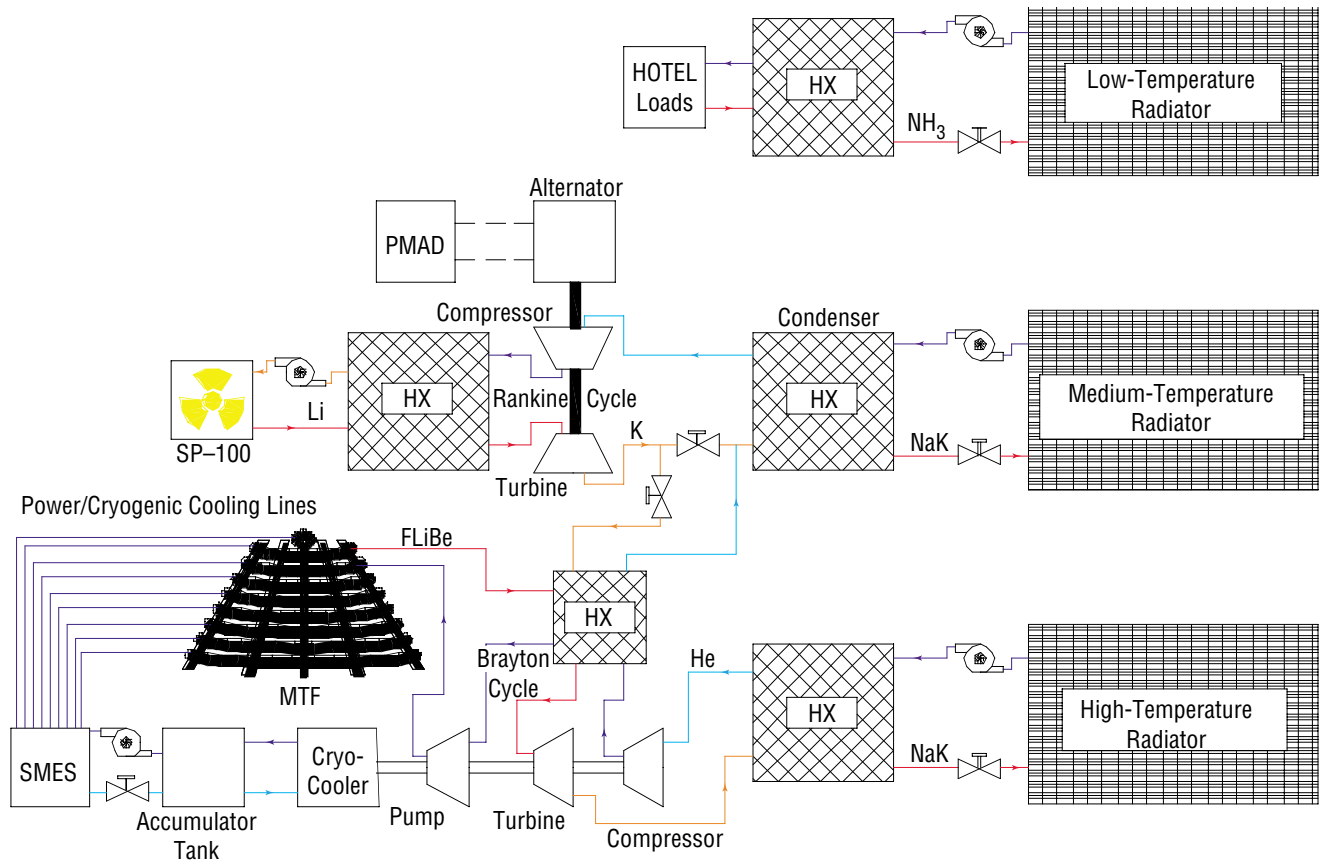 HOTEL
Loads
HX
NH3
Low-Temperature
Radiator
Alternator
PMAD
Compressor
Condenser
HX
Rankine Cycle
Li
SP–100
K
Turbine
NaK
Medium-Temperature
Radiator
Power/Cryogenic Cooling Lines
FLiBe
HX
MTF
Brayton
Cycle
He
HX
NaK
High-Temperature
Radiator
SMES
Accumulator
Tank
Cryo-
Cooler
Pump
Turbine
Compressor